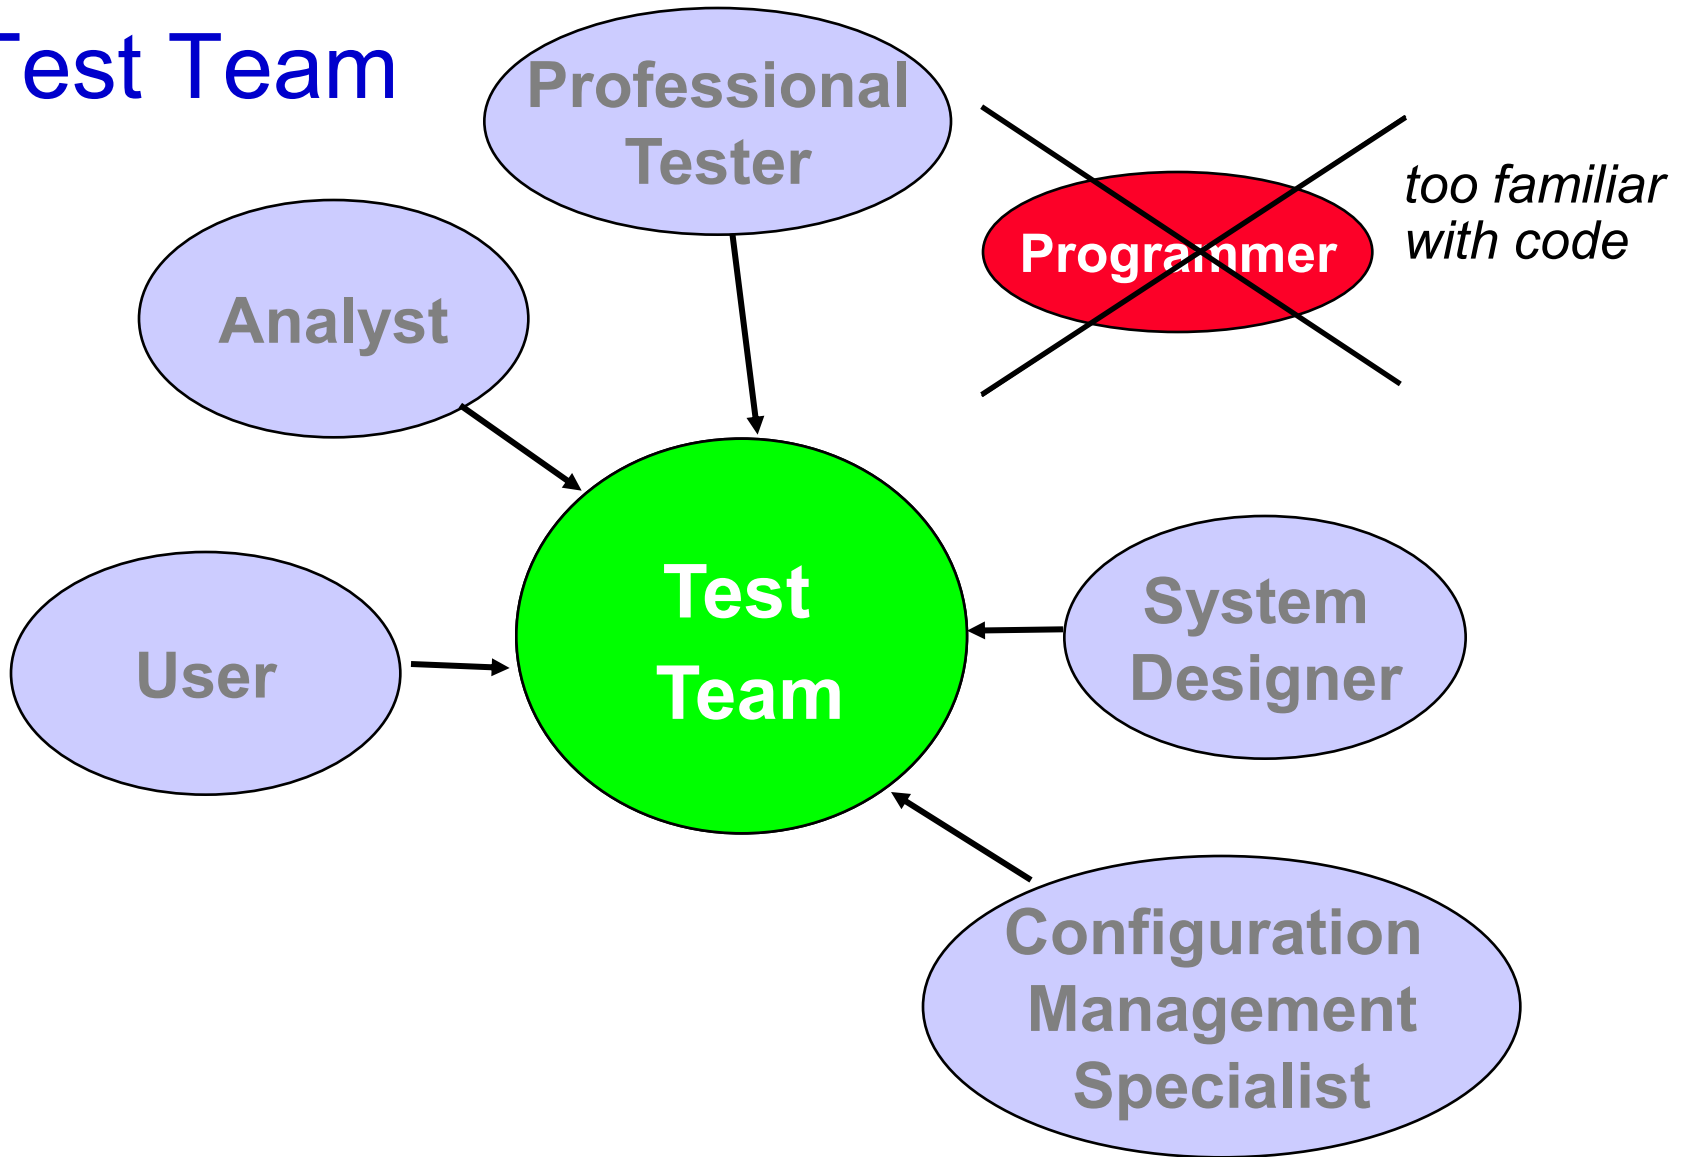 Test Team
Professional
Tester
too familiar
with code
Programmer
Analyst
Test
Team
System
Designer
User
Configuration
Management
Specialist